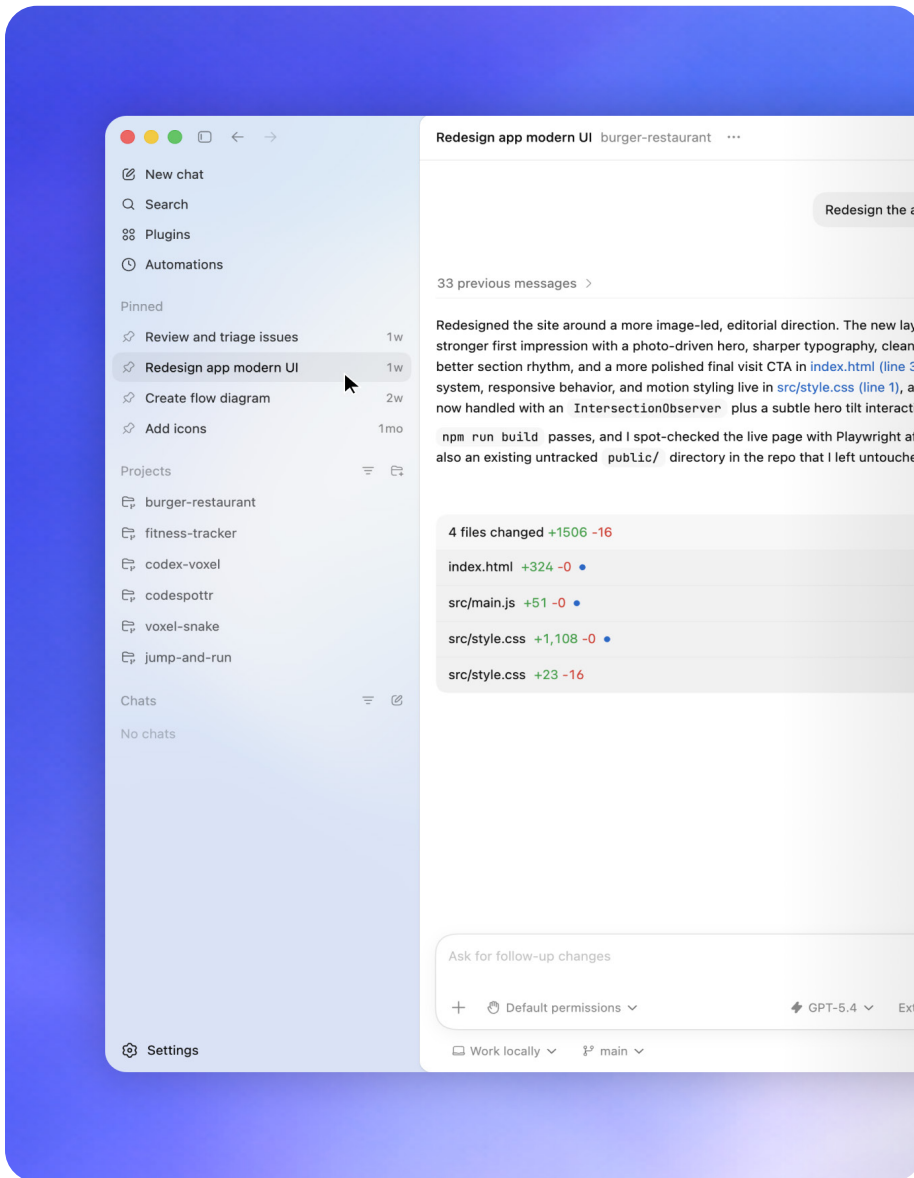 New chat
Search
Plugins
Automations
Pinned
Review and triage issues 1w
Redesign app modern UI 1w
Create flow diagram 2w
Add icons 1mo
Projects
burger-restaurant
fitness-tracker
codex-voxel
codespottr
voxel-snake
jump-and-run
Chats
No chats
Settings
Redesign app modern UI burger-restaurant ...
Redesign the
33 previous messages
Redesigned the site around a more image-led, editorial direction. The new
stronger first impression with a photo-driven hero, sharper typography,
better section rhythm, and a more polished final visit CTA in index.html (line
system, responsive behavior, and motion styling live in src/style.css (line 1),
now handled with an IntersectionObserver plus a subtle hero tilt
npm run build passes, and I spot-checked the live page with Playwright
also an existing untracked public/ directory in the repo that I left
4 files changed +1506 -16
index.html +324 -0
src/main.js +51 -0
src/style.css +1,108 -0
src/style.css +23 -16
Ask for follow-up changes
Default permissions GPT-5.4
Work locally main